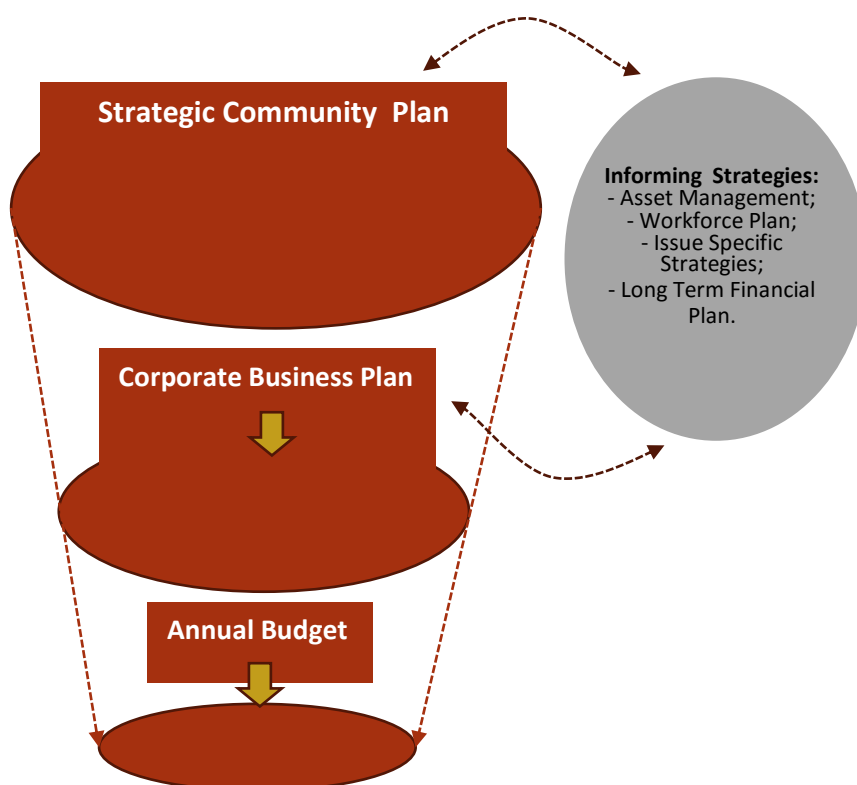 Strategic Community Plan
Informing Strategies:
- Asset Management;
- Workforce Plan;
- Issue Specific
Strategies;
- Long Term Financial
Plan.
Corporate Business Plan
Annual Budget